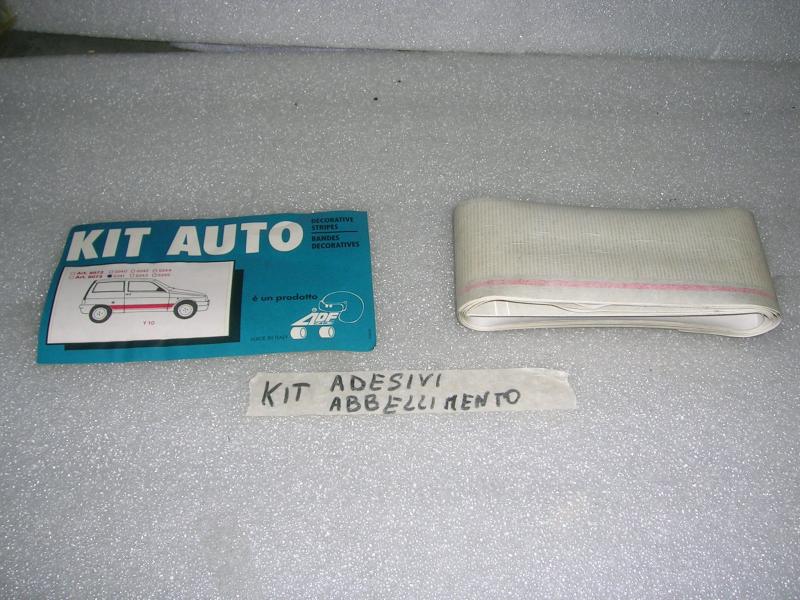 KIT AUTO
DECORATIVE
STRIPES
BANDES
DECORATIVES
Y 10
è un prodotto
MADE IN ITALY
KIT ADESIVI
ABBELLIMENTO